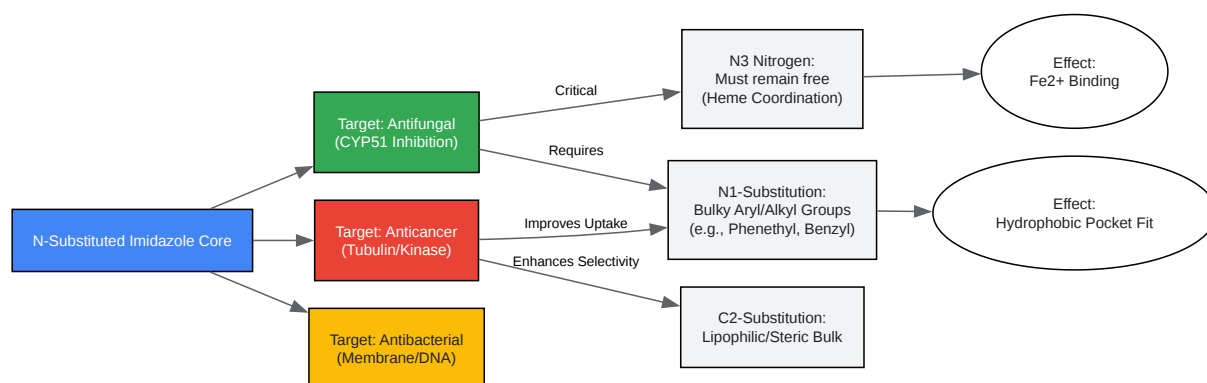 N-Substituted Imidazole Core
Target: Antifungal
(CYP51 Inhibition)
Target: Anticancer
(Tubulin/Kinase)
Target: Antibacterial
(Membrane/DNA)
Critical
Requires
Improves Uptake
Enhances Selectivity
N3 Nitrogen:
Must remain free
(Heme Coordination)
N1-Substitution:
Bulky Aryl/Alkyl Groups
(e.g., Phenethyl, Benzyl)
C2-Substitution:
Lipophilic/Steric Bulk
Effect:
Fe2+ Binding
Effect:
Hydrophobic Pocket Fit